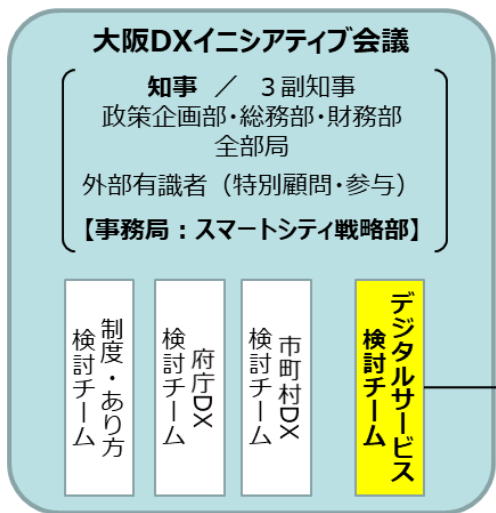 大阪DXイニシアティブ会議
知事 ／ ３副知事
政策企画部・総務部・財務部
全部局
外部有識者（特別顧問・参与）
【事務局：スマートシティ戦略部】
制度・あり方
検討チーム
府庁DX
検討チーム
市町村DX
検討チーム
デジタルサービス
検討チーム